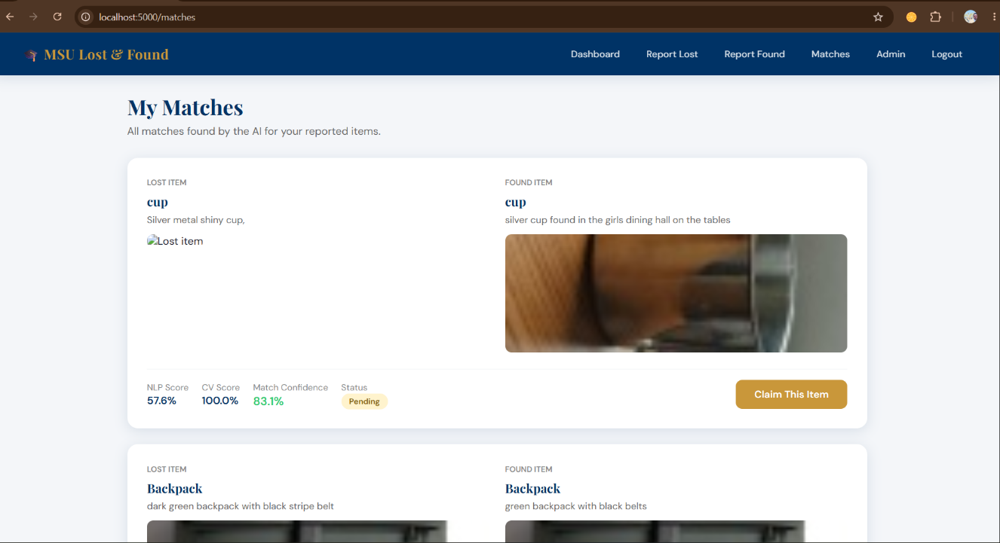 localhost:5000/matches
MSU Lost & Found
Dashboard
Report Lost
Report Found
Matches
Admin
Logout
My Matches
All matches found by the AI for your reported items.
LOST ITEM
cup
Silver metal shiny cup,
Lost item
FOUND ITEM
cup
silver cup found in the girls dining hall on the tables
NLP Score
57.6%
CV Score
100.0%
Match Confidence
83.1%
Status
Pending
Claim This Item
LOST ITEM
Backpack
dark green backpack with black stripe belt
FOUND ITEM
Backpack
green backpack with black belts